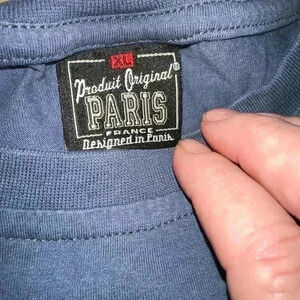 XL
Produit Original®
PARIS
FRANCE
Designed in Paris